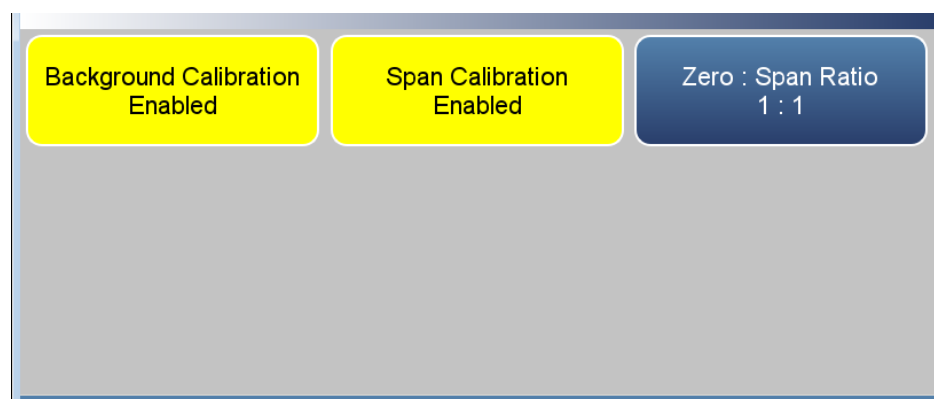 Background Calibration
Enabled
Span Calibration
Enabled
Zero : Span Ratio
1 : 1